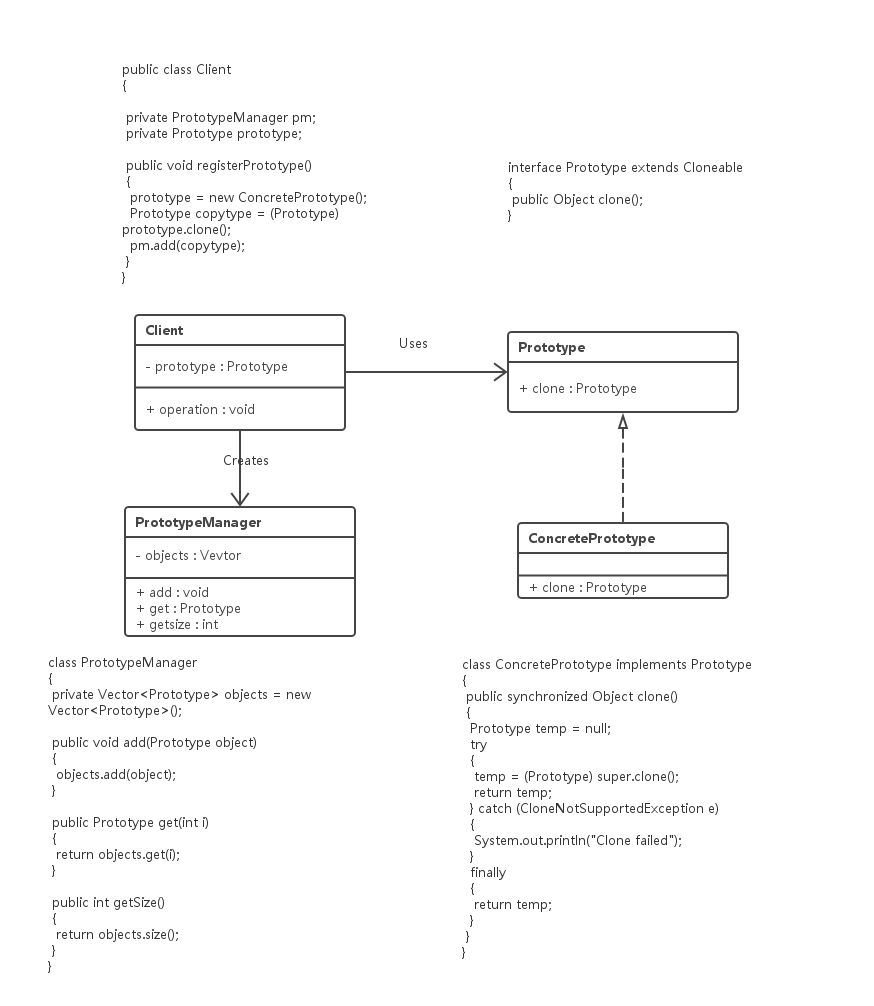 public class Client
{
private PrototypeManager pm;
private Prototype prototype;
public void registerPrototype()
{
prototype = new ConcretePrototype();
Prototype copytype = (Prototype)
prototype.clone();
pm.add(copytype);
}
}
interface Prototype extends Cloneable
{
public Object clone();
}
Client
- prototype : Prototype
+ operation : void
Uses
Prototype
+ clone : Prototype
Creates
PrototypeManager
- objects : Vevtor
+ add : void
+ get : Prototype
+ getsize : int
ConcretePrototype
+ clone : Prototype
class PrototypeManager
{
private Vector<Prototype> objects = new
Vector<Prototype>();
public void add(Prototype object)
{
objects.add(object);
}
public Prototype get(int i)
{
return objects.get(i);
}
public int getSize()
{
return objects.size();
}
}
class ConcretePrototype implements Prototype
{
public synchronized Object clone()
{
Prototype temp = null;
try
{
temp = (Prototype) super.clone();
return temp;
} catch (CloneNotSupportedException e)
{
System.out.println("Clone failed");
}
finally
{
return temp;
}
}
}